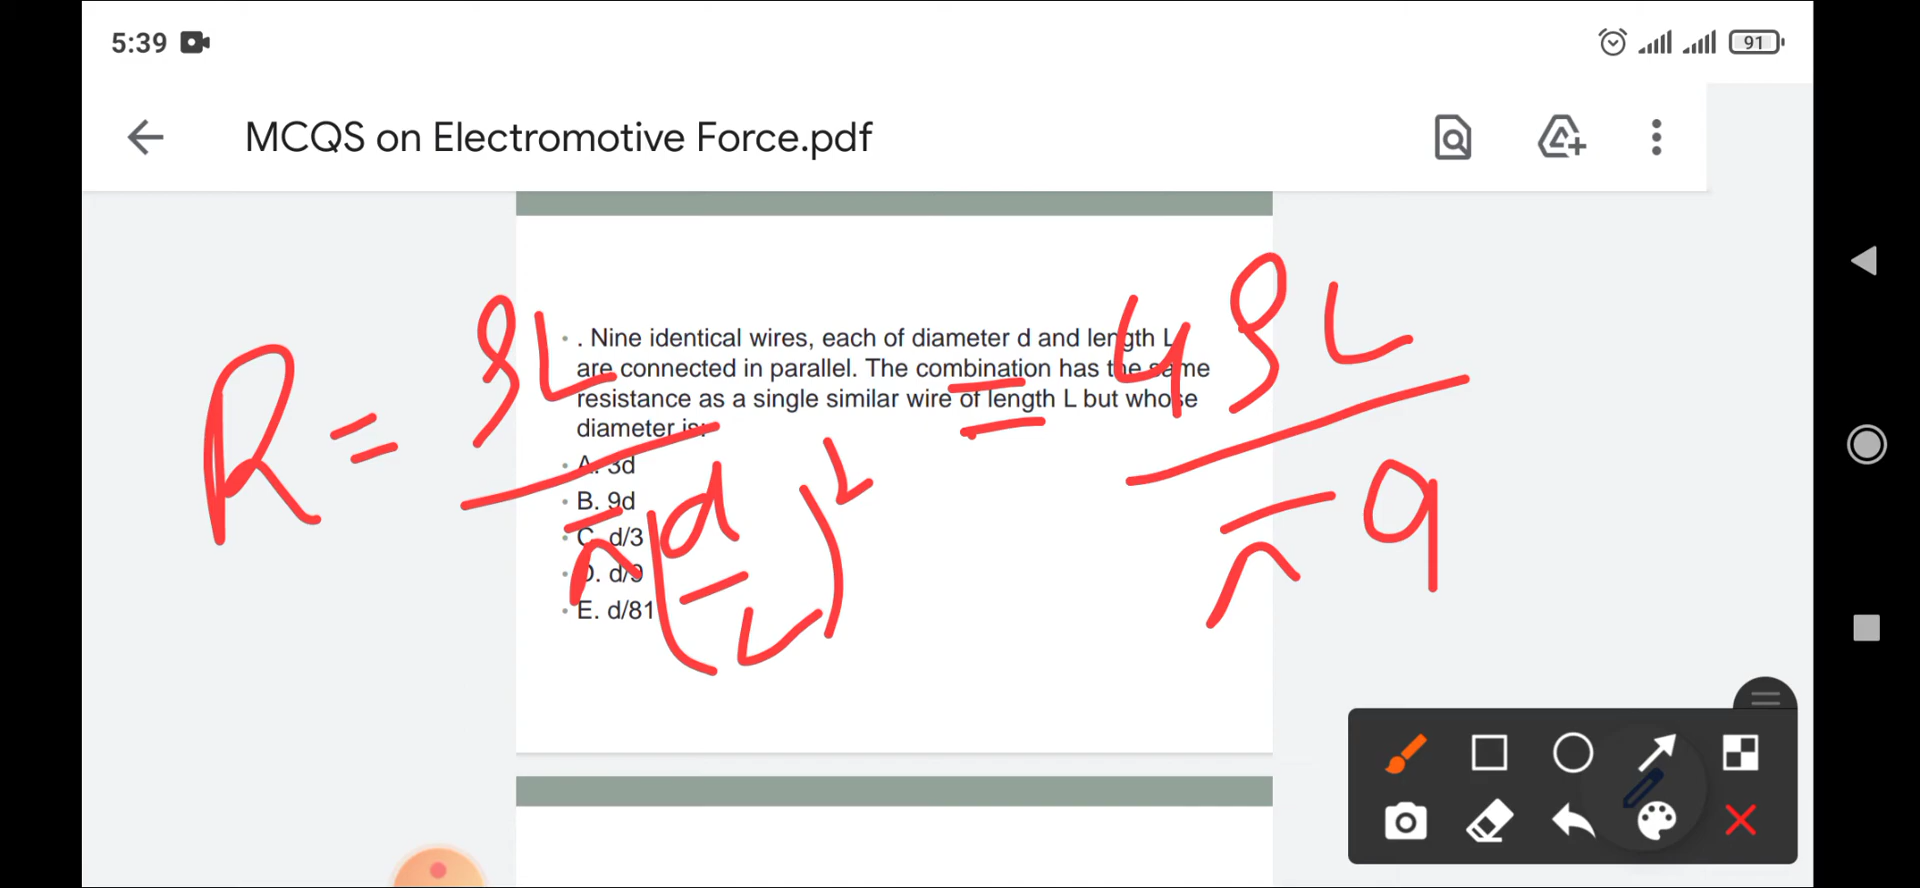 5:39
91
MCQS on Electromotive Force.pdf
. Nine identical wires, each of diameter d and length L
are connected in parallel. The combination has the same
resistance as a single similar wire of length L but whose
diameter is:
A. 3d
B. 9d
C. d/3
D. d/9
E. d/81
R = ρL / π(d/2)² = 4ρL / π